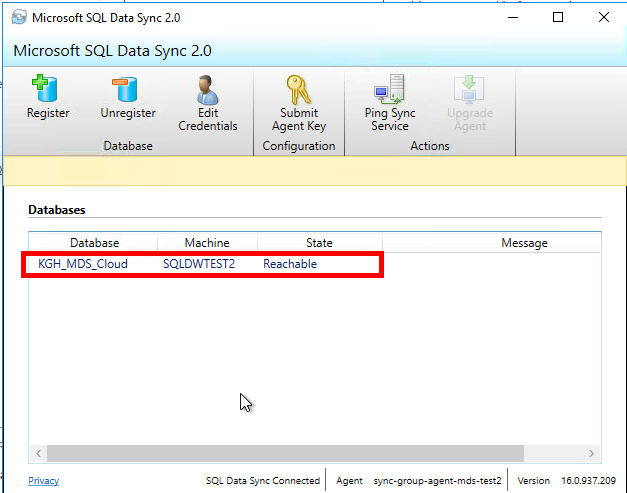 Microsoft SQL Data Sync 2.0
Microsoft SQL Data Sync 2.0
Register
Unregister
Edit
Credentials
Submit
Agent Key
Ping Sync
Service
Upgrade
Agent
Database
Configuration
Actions
Databases
Database Machine State Message
KGH_MDS_Cloud SQLDWTEST2 Reachable
Privacy SQL Data Sync Connected Agent sync-group-agent-mds-test2 Version 16.0.937.209